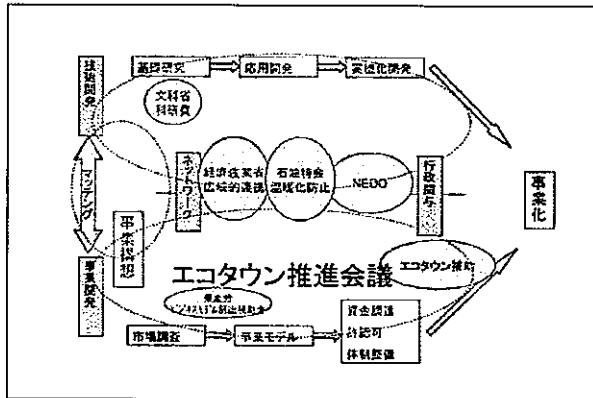 技術開発
基礎研究
応用開発
実証化開発
文科省
科研費
マッチング
ネットワーク
経済産業省
広域的連携
石油特会
温暖化防止
NEDO
行政関与
事業化
事業構想
事業開発
エコタウン推進会議
エコタウン補助
市場調査
事業モデル
資金調達
許認可
体制整備